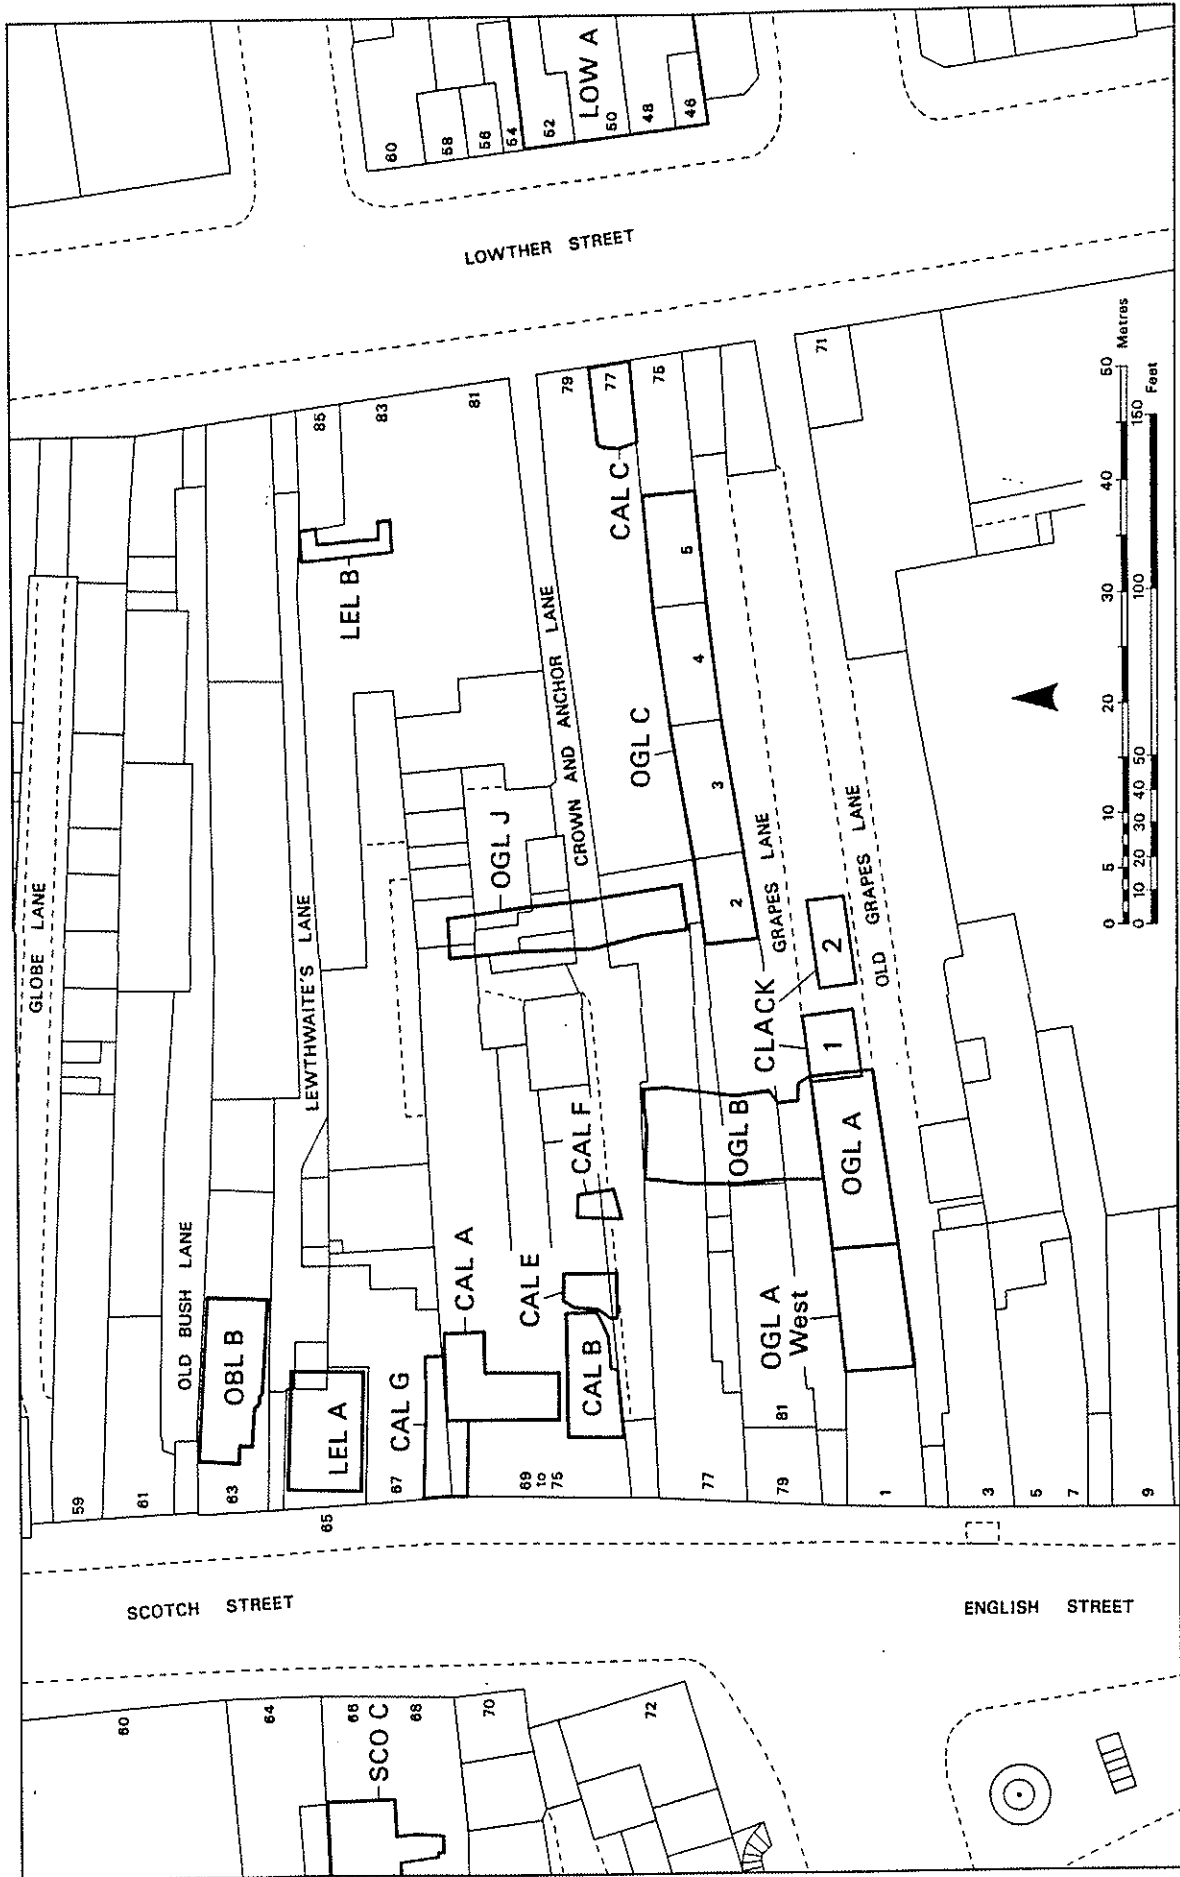 GLOBE LANE
59
61
OLD BUSH LANE
OBL B
63
LEWTHWAITE'S LANE
LEL A
65
85
83
LEL B
67
CAL G
CAL A
81
69
to
75
CAL E
CAL B
CAL F
OGL J
CROWN AND ANCHOR LANE
79
77
CAL C
75
77
OGL B
OGL C
2
3
4
5
79
81
OGL A
West
OGL A
CLACK
1
2
GRAPES LANE
OLD GRAPES LANE
71
1
3
5
7
9
SCOTCH STREET
ENGLISH STREET
60
64
66
68
SCO C
70
72
LOWTHER STREET
60
58
56
54
52
LOW A
50
48
46
0 5 10 20 30 40 50 Metres
0 10 20 30 40 50 100 150 Feet